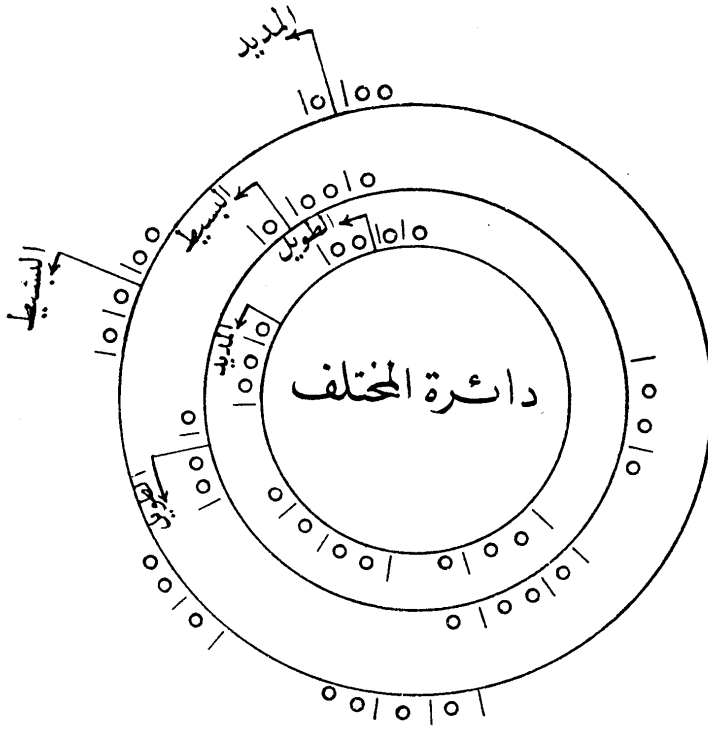 المديد
البسيط
الطويل
البسيط
المديد
دائرة المختلف
الطويل